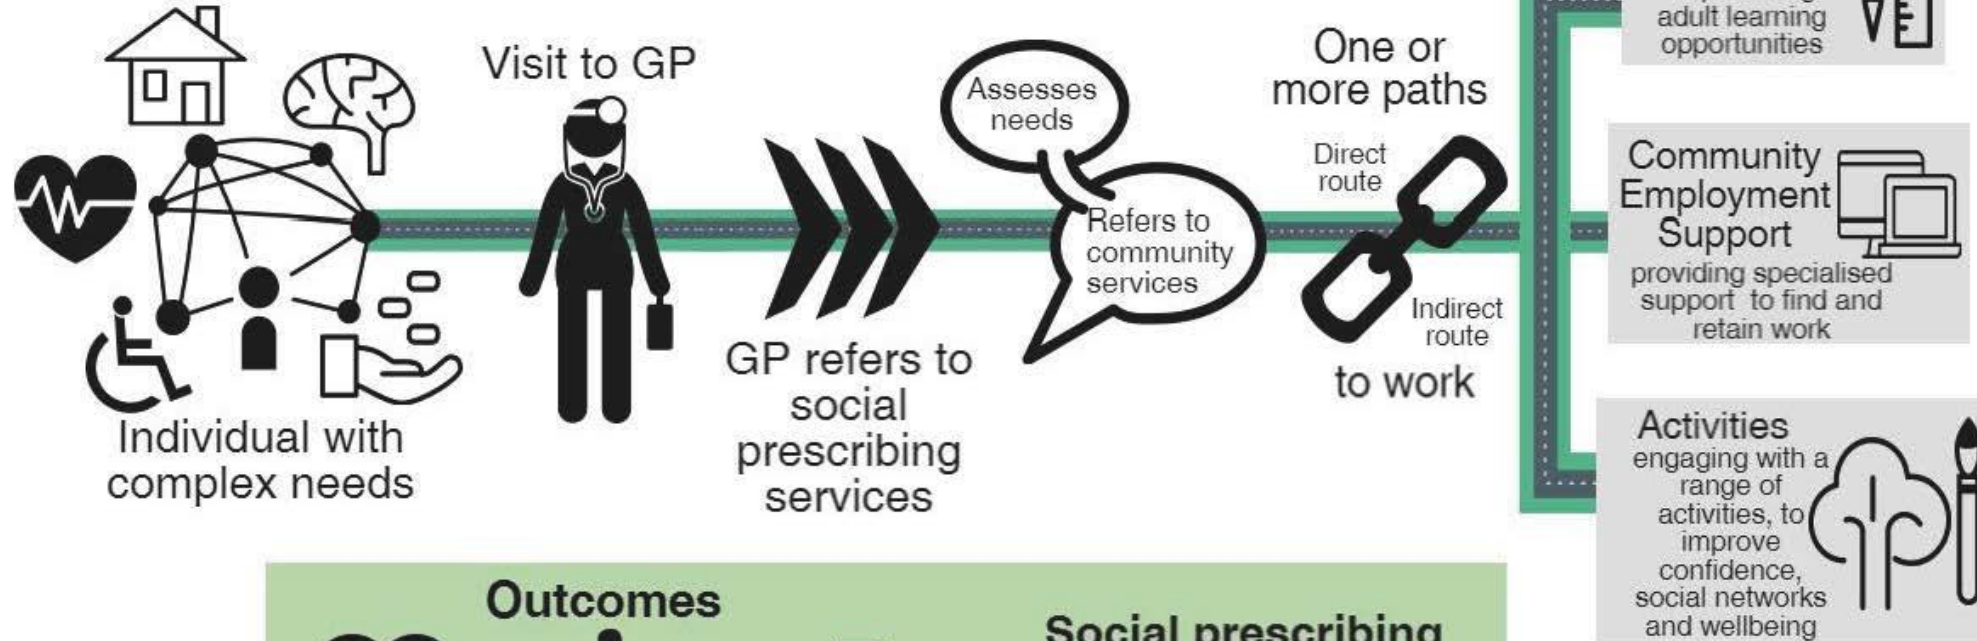 Individual with
complex needs
Visit to GP
GP refers to
social
prescribing
services
Assesses
needs
Refers to
community
services
One or
more paths
Direct
route
Indirect
route
to work
adult learning
opportunities
Community
Employment
Support
providing specialised
support to find and
retain work
Activities
engaging with a
range of
activities, to
improve
confidence,
social networks
and wellbeing
Outcomes
Social prescribing